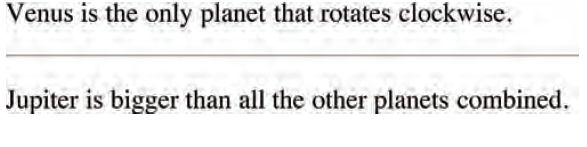 Venus is the only planet that rotates clockwise.
Jupiter is bigger than all the other planets combined.